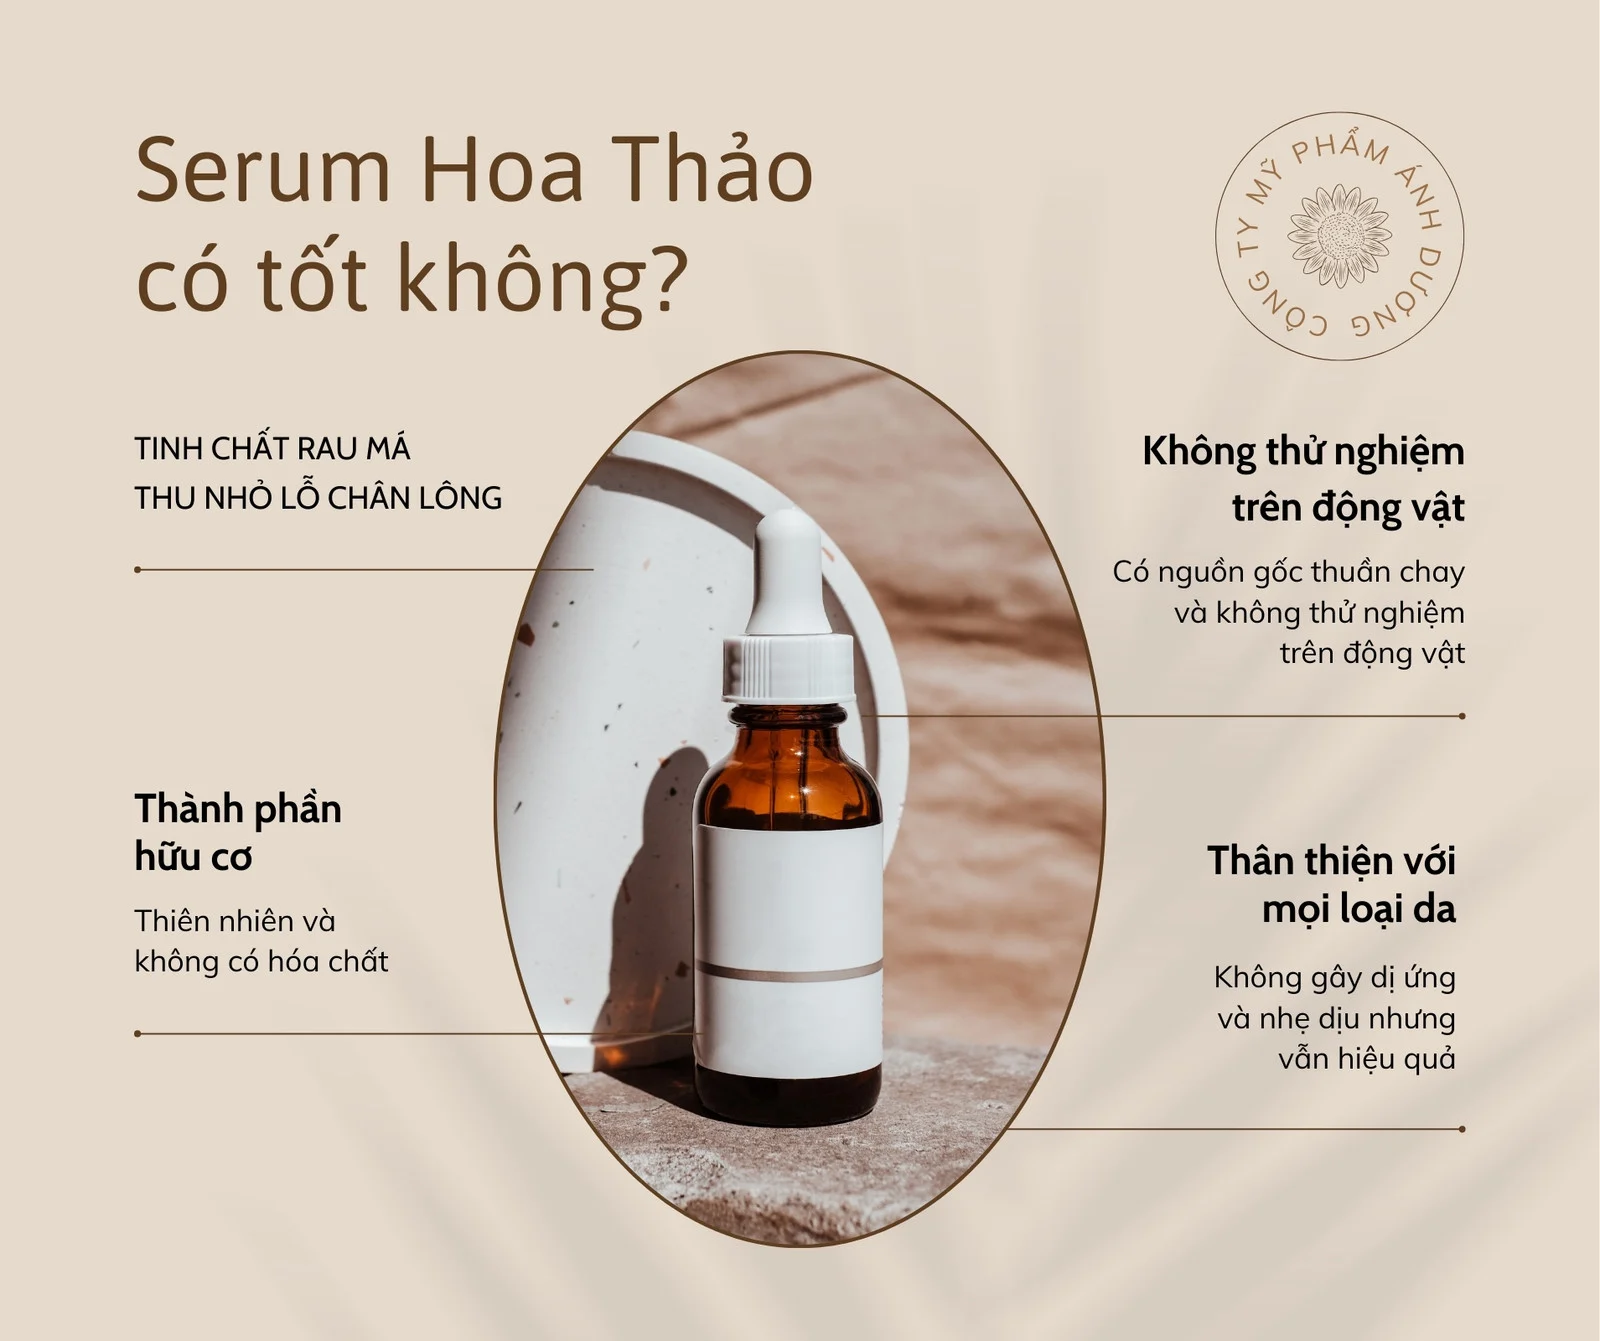 Serum Hoa Thảo
có tốt không?
CÔNG TY MỸ PHẨM ÁNH DƯƠNG
TINH CHẤT RAU MÁ
THU NHỎ LỖ CHÂN LÔNG
Không thử nghiệm
trên động vật
Có nguồn gốc thuần chay
và không thử nghiệm
trên động vật
Thành phần
hữu cơ
Thiên nhiên và
không có hóa chất
Thân thiện với
mọi loại da
Không gây dị ứng
và nhẹ dịu nhưng
vẫn hiệu quả